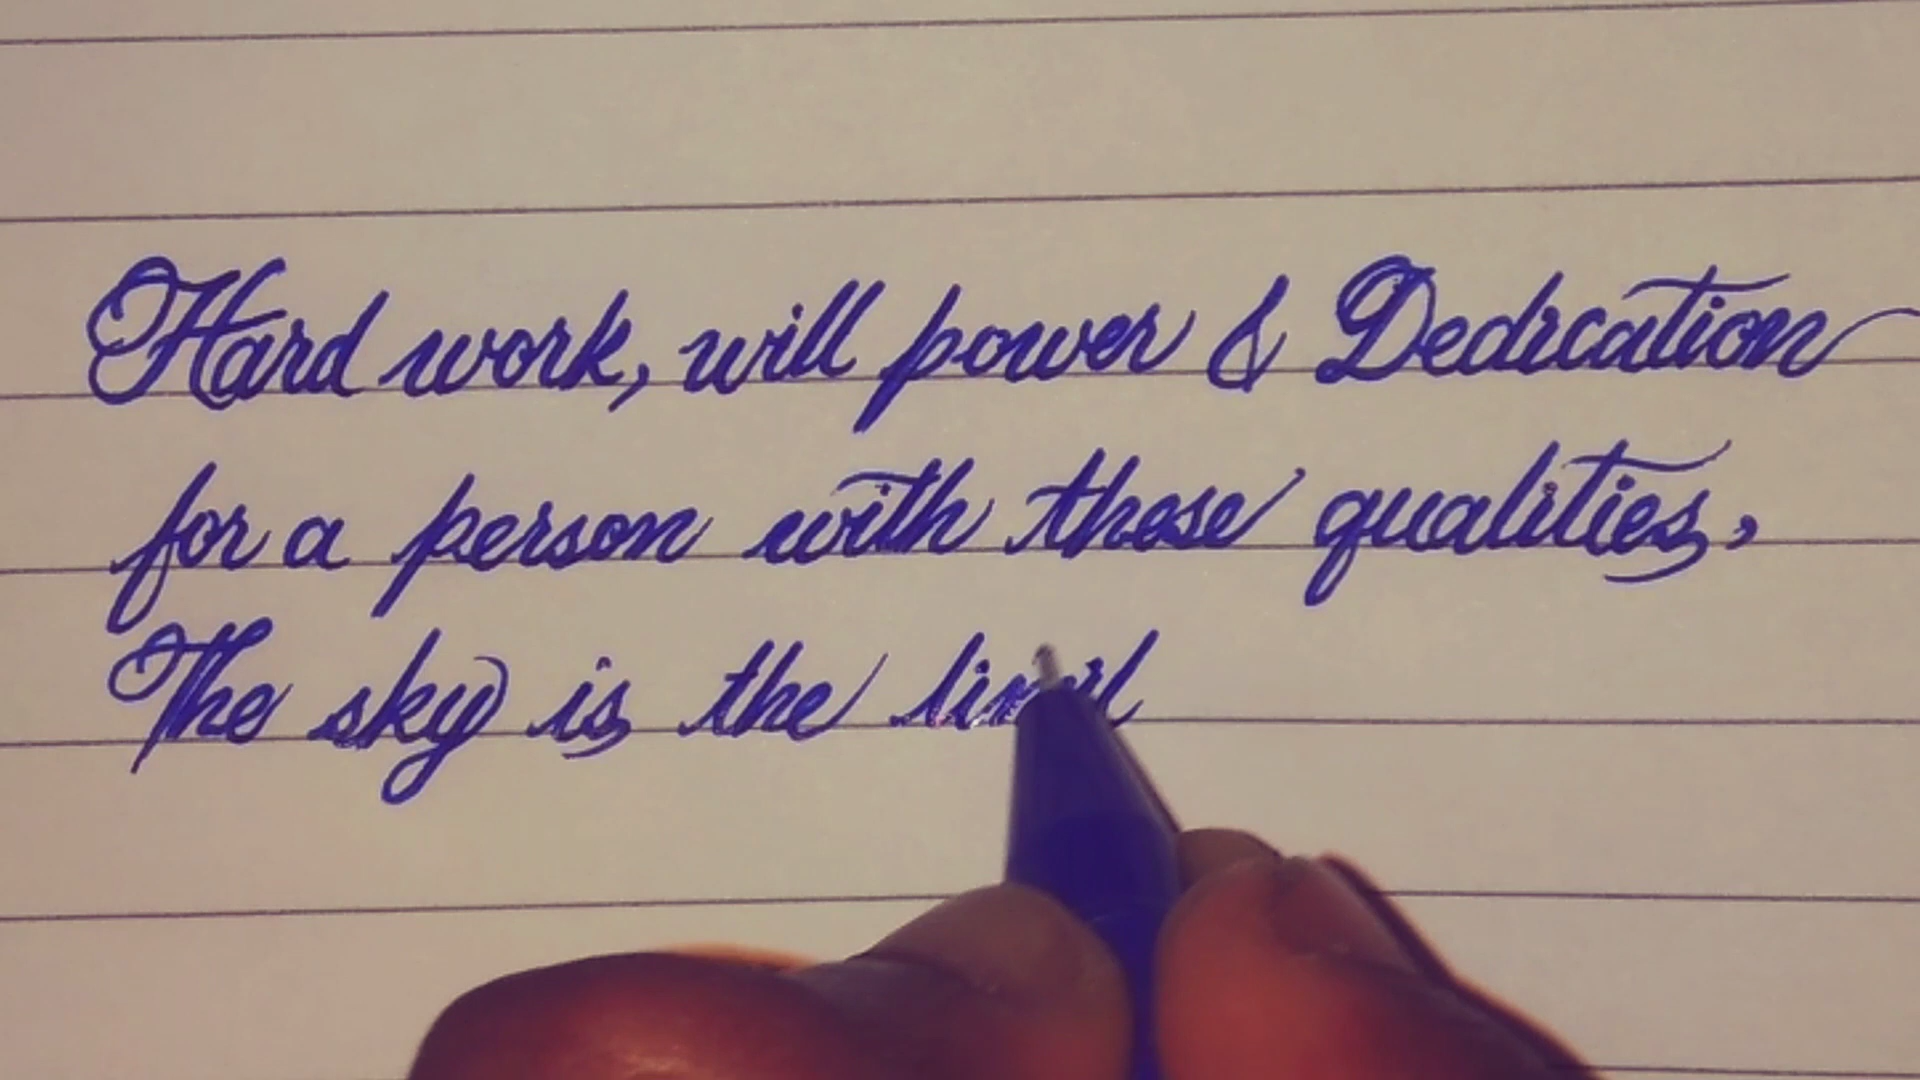 Hard work, will power & Dedication
for a person with these qualities,
The sky is the